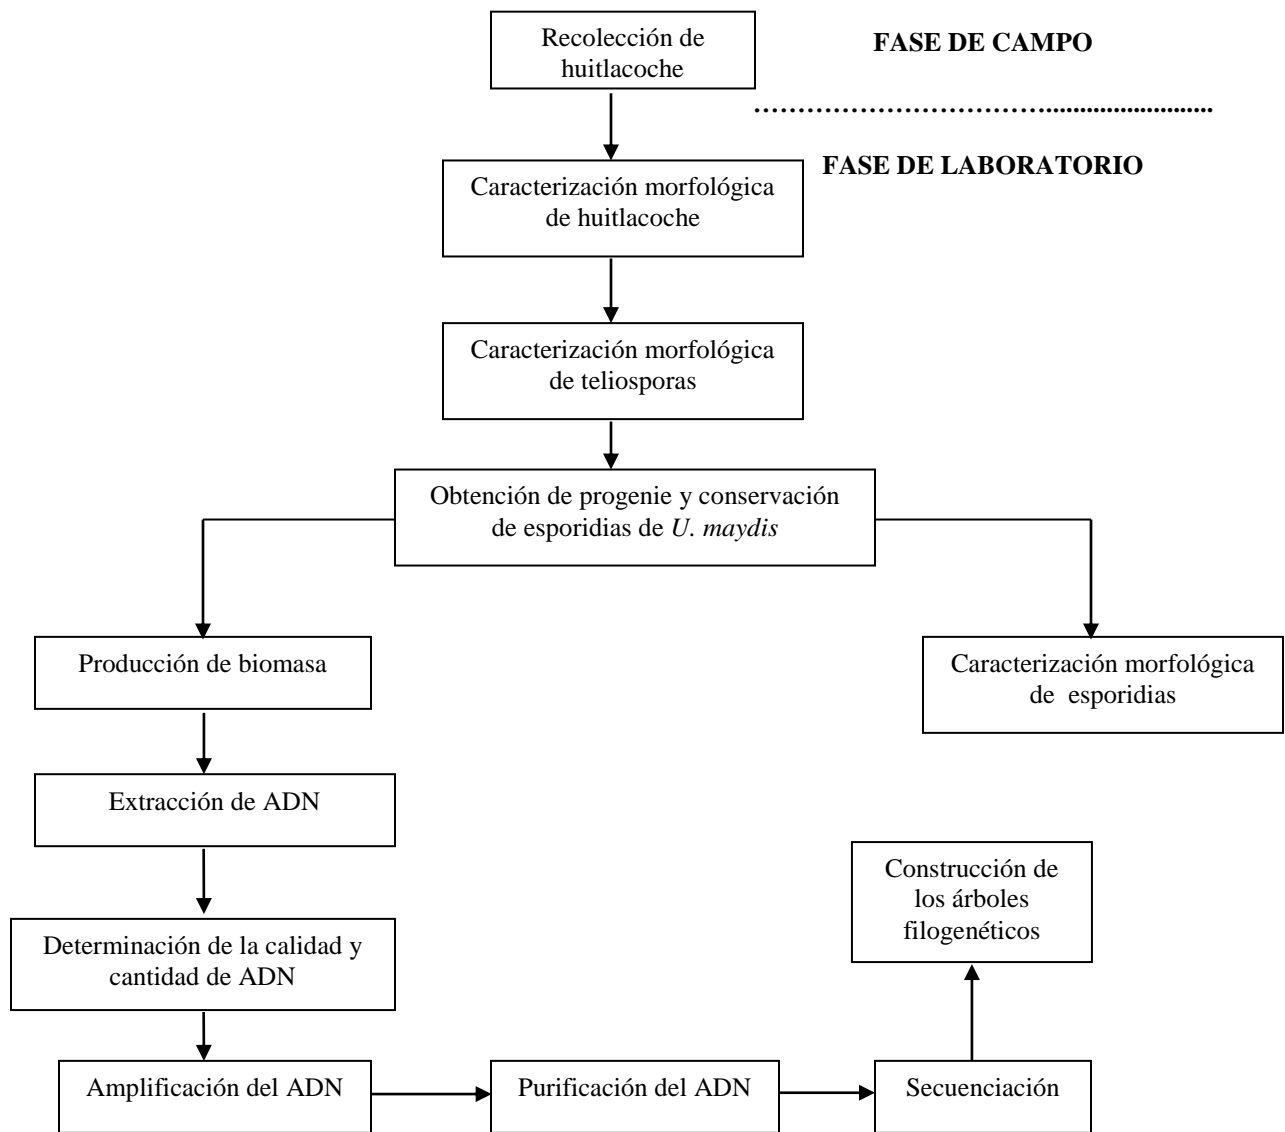 Recolección de
huitlacoche
FASE DE CAMPO
……………………………...........................
FASE DE LABORATORIO
Caracterización morfológica
de huitlacoche
Caracterización morfológica
de teliosporas
Obtención de progenie y conservación
de esporidias de U. maydis
Producción de biomasa
Caracterización morfológica
de esporidias
Extracción de ADN
Construcción de
los árboles
filogenéticos
Determinación de la calidad y
cantidad de ADN
Amplificación del ADN
Purificación del ADN
Secuenciación